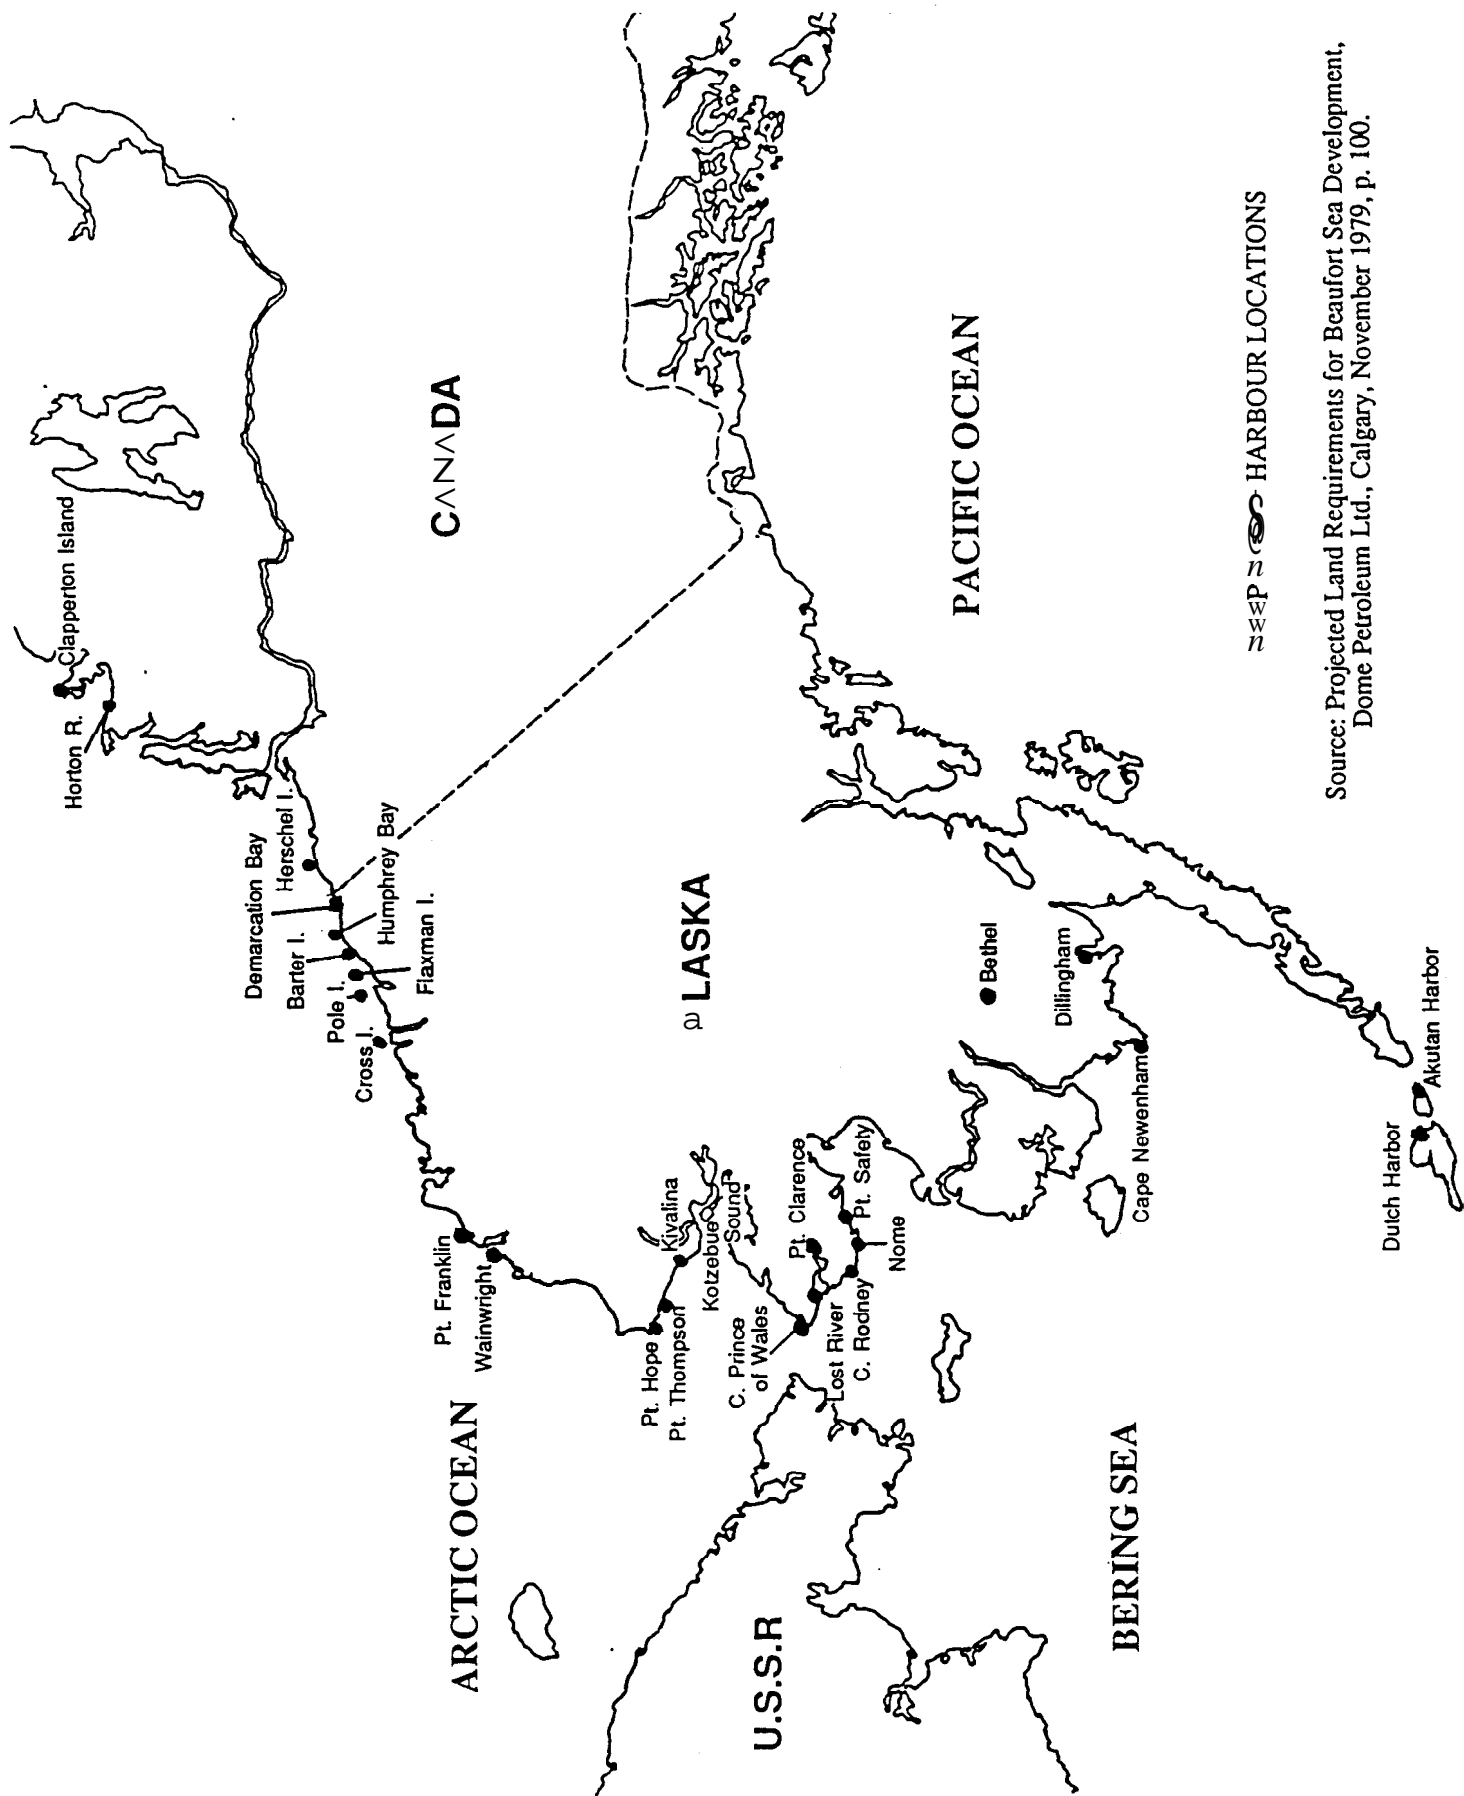 Clapperton Island
Horton R.
Herschel I.
Demarcation Bay
Humphrey Bay
Barter I.
Flaxman I.
Pole I.
Cross I.
CANADA
Pt. Franklin
Wainwright
ARCTIC OCEAN
@ LASKA
Kivalina
Kotzebue
Sound
Pt. Hope
Pt. Thompson
C. Prince
of Wales
Pt. Clarence
Pt. Safety
Nome
Lost River
C. Rodney
U.S.S.R
Bethel
Dillingham
Cape Newenham
PACIFIC OCEAN
BERING SEA
Dutch Harbor
Akutan Harbor
HARBOUR LOCATIONS
Source: Projected Land Requirements for Beaufort Sea Development,
Dome Petroleum Ltd., Calgary, November 1979, p. 100.